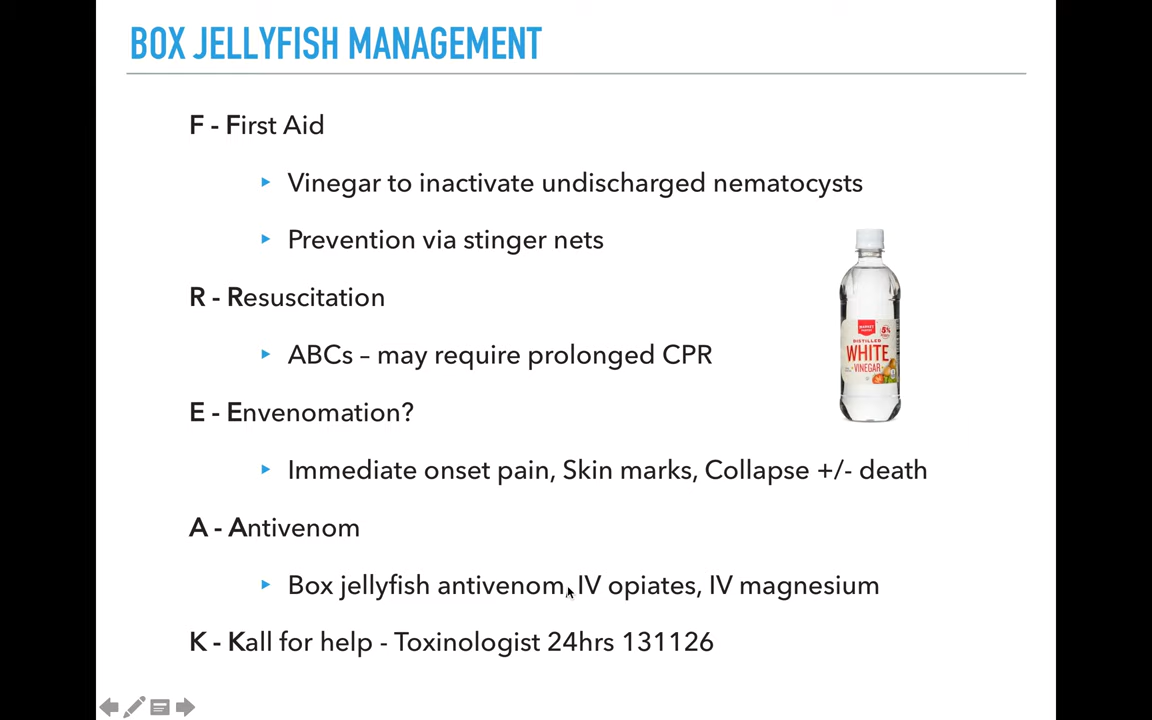 BOX JELLYFISH MANAGEMENT
F - First Aid
Vinegar to inactivate undischarged nematocysts
Prevention via stinger nets
R - Resuscitation
ABCs – may require prolonged CPR
E - Envenomation?
Immediate onset pain, Skin marks, Collapse +/- death
A - Antivenom
Box jellyfish antivenom, IV opiates, IV magnesium
K - Kall for help - Toxinologist 24hrs 131126
5%
DISTILLED
WHITE
VINEGAR